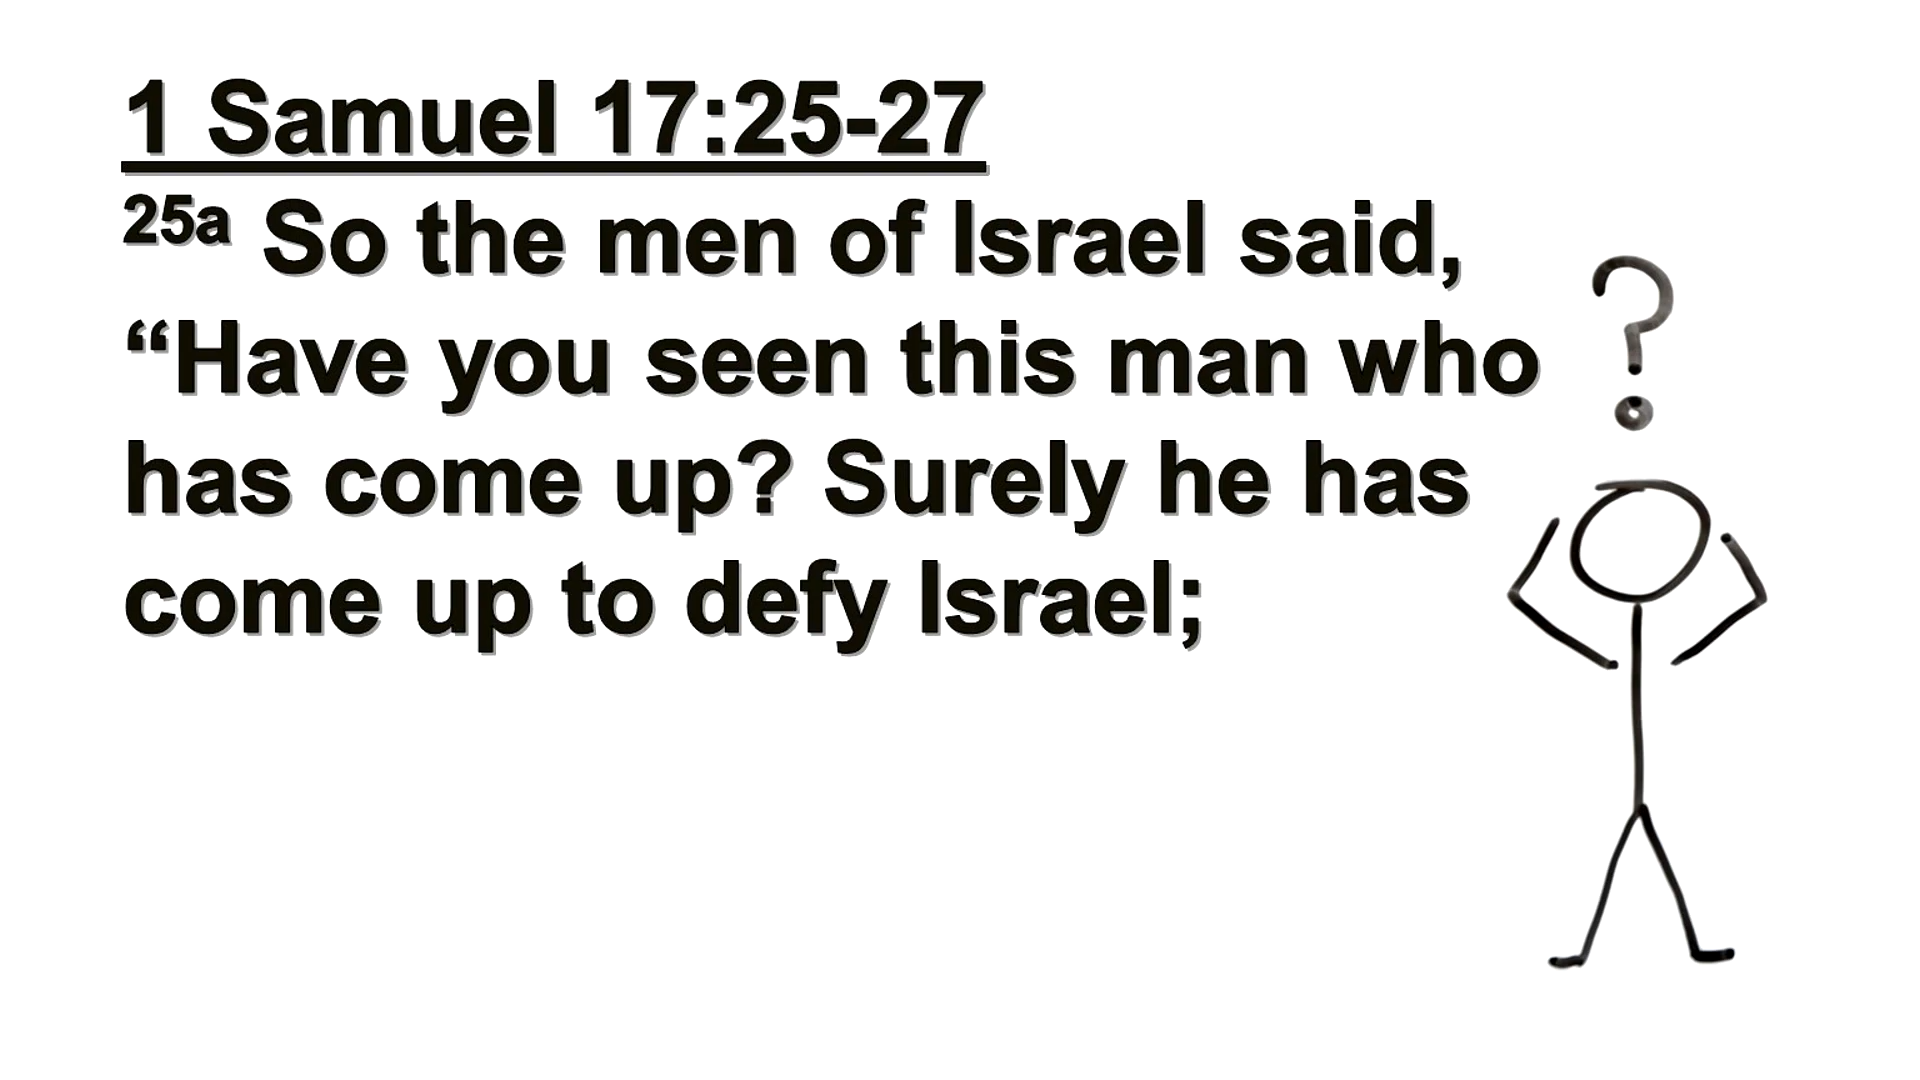 1 Samuel 17:25-27
25a So the men of Israel said,
“Have you seen this man who
has come up? Surely he has
come up to defy Israel;
?